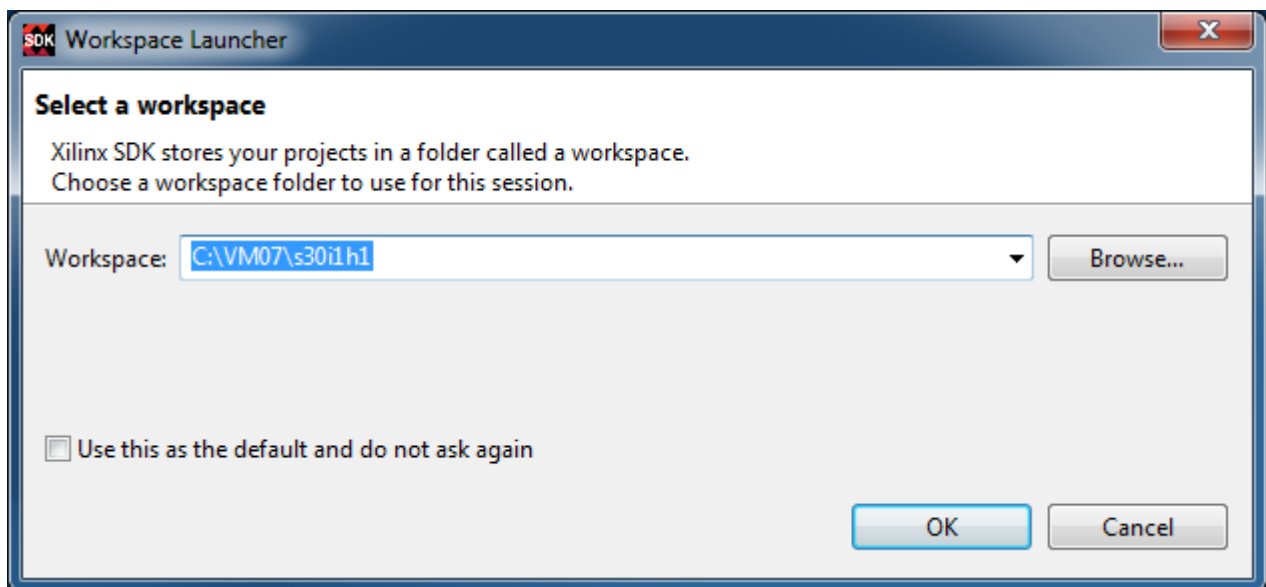 SDK Workspace Launcher
Select a workspace
Xilinx SDK stores your projects in a folder called a workspace.
Choose a workspace folder to use for this session.
Workspace: C:\VM07\s30i1h1 Browse...
Use this as the default and do not ask again
OK Cancel